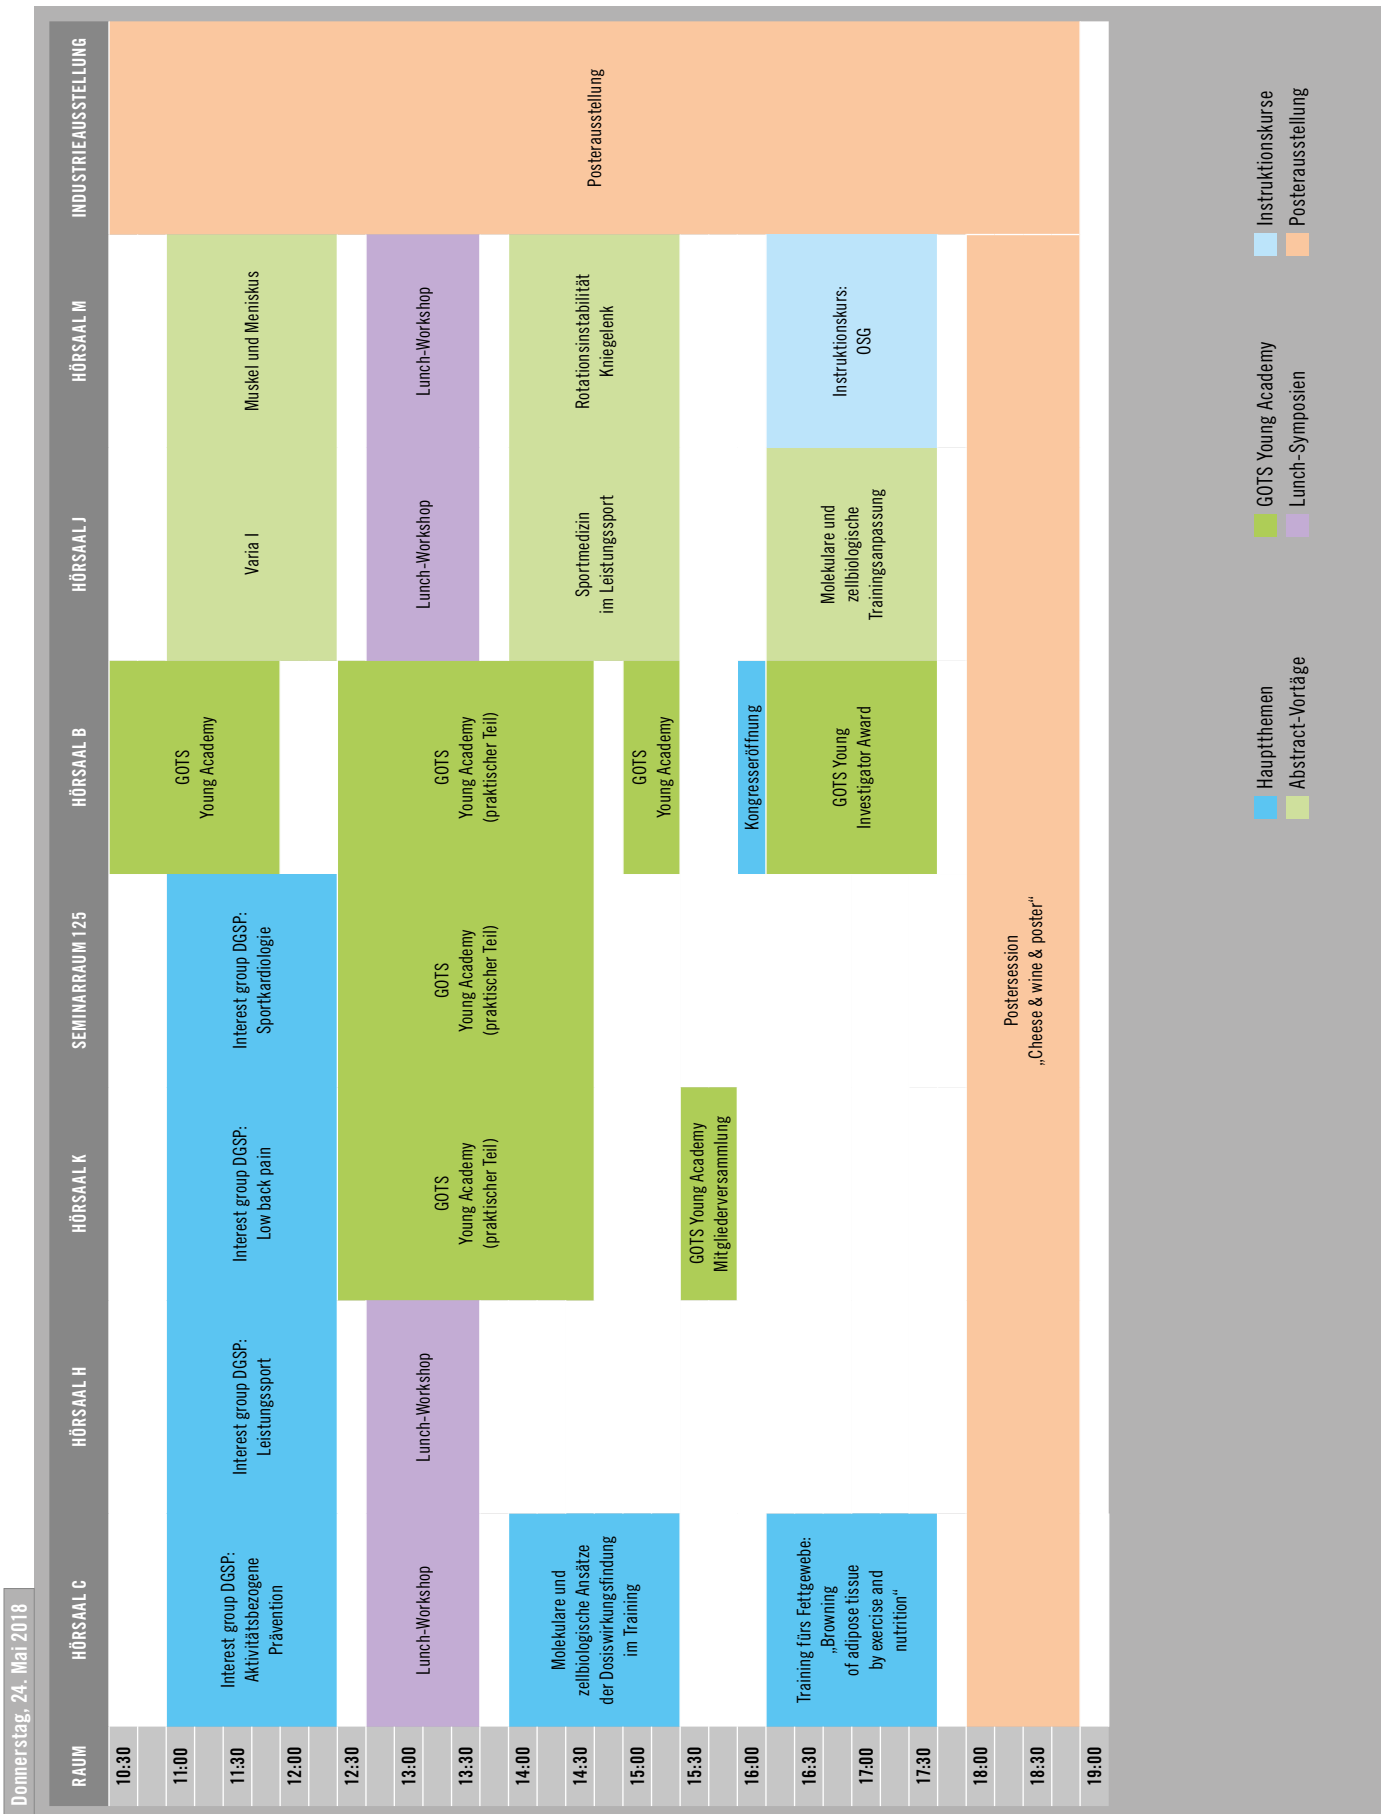 Donnerstag, 24. Mai 2018
RAUM
HÖRSAAL C
HÖRSAAL H
HÖRSAAL K
SEMINARRAUM 125
HÖRSAAL B
HÖRSAAL J
HÖRSAAL M
INDUSTRIEAUSSTELLUNG
10:30
11:00
11:30
12:00
12:30
13:00
13:30
14:00
14:30
15:00
15:30
16:00
16:30
17:00
17:30
18:00
18:30
19:00
Interest group DGSP:
Aktivitätsbezogene
Prävention
Lunch-Workshop
Molekulare und
zellbiologische Ansätze
der Dosiswirkungsfindung
im Training
Training fürs Fettgewebe:
„Browning
of adipose tissue
by exercise and
nutrition“
Interest group DGSP:
Leistungssport
Lunch-Workshop
Interest group DGSP:
Low back pain
GOTS
Young Academy
(praktischer Teil)
GOTS Young Academy
Mitgliederversammlung
Interest group DGSP:
Sportkardiologie
GOTS
Young Academy
(praktischer Teil)
Postersession
„Cheese & wine & poster“
GOTS
Young Academy
GOTS
Young Academy
(praktischer Teil)
GOTS
Young Academy
Kongresseröffnung
GOTS Young
Investigator Award
Varia I
Lunch-Workshop
Sportmedizin
im Leistungssport
Molekulare und
zellbiologische
Trainingsanpassung
Muskel und Meniskus
Lunch-Workshop
Rotationsinstabilität
Kniegelenk
Instruktionskurs:
OSG
Posterausstellung
Hauptthemen
Abstract-Vortäge
GOTS Young Academy
Lunch-Symposien
Instruktionskurse
Posterausstellung